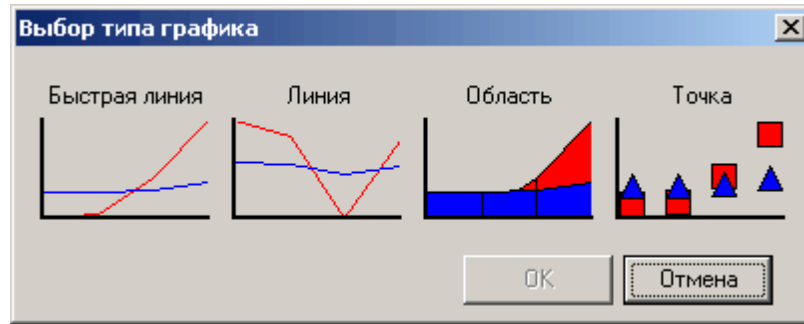 Выбор типа графика
Быстрая линия
Линия
Область
Точка
OK
Отмена